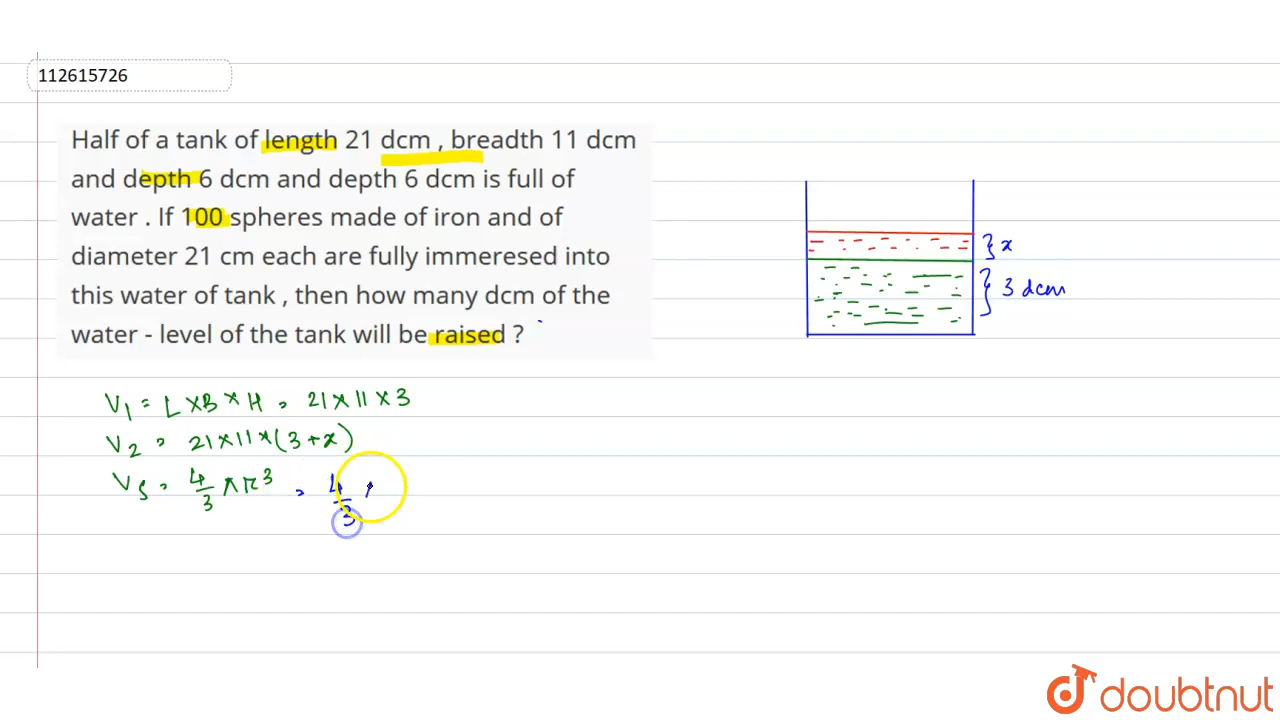 112615726
Half of a tank of length 21 dcm , breadth 11 dcm
and depth 6 dcm and depth 6 dcm is full of
water . If 100 spheres made of iron and of
diameter 21 cm each are fully immeresed into
this water of tank , then how many dcm of the
water - level of the tank will be raised ?
x
3 dcm
V1 = L × B × H = 21 × 11 × 3
V2 = 21 × 11 × (3 + x)
VS = 4/3 π r³ = 4/3
doubtnut